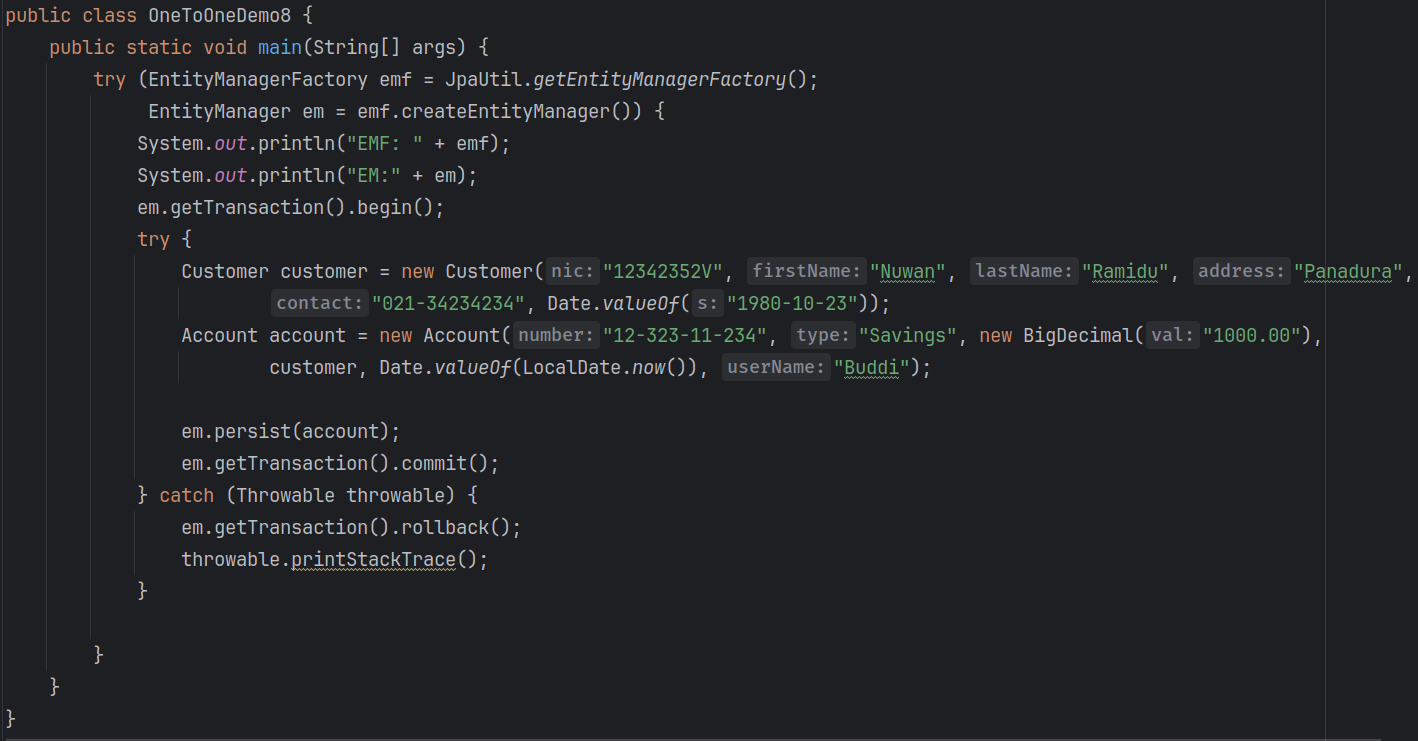 public class OneToOneDemo8 {
public static void main(String[] args) {
try (EntityManagerFactory emf = JpaUtil.getEntityManagerFactory();
EntityManager em = emf.createEntityManager()) {
System.out.println("EMF: " + emf);
System.out.println("EM:" + em);
em.getTransaction().begin();
try {
Customer customer = new Customer( nic: "12342352V", firstName: "Nuwan", lastName: "Ramidu", address: "Panadura",
contact: "021-34234234", Date.valueOf( s: "1980-10-23"));
Account account = new Account( number: "12-323-11-234", type: "Savings", new BigDecimal( val: "1000.00"),
customer, Date.valueOf(LocalDate.now()), userName: "Buddi");
em.persist(account);
em.getTransaction().commit();
} catch (Throwable throwable) {
em.getTransaction().rollback();
throwable.printStackTrace();
}
}
}
}